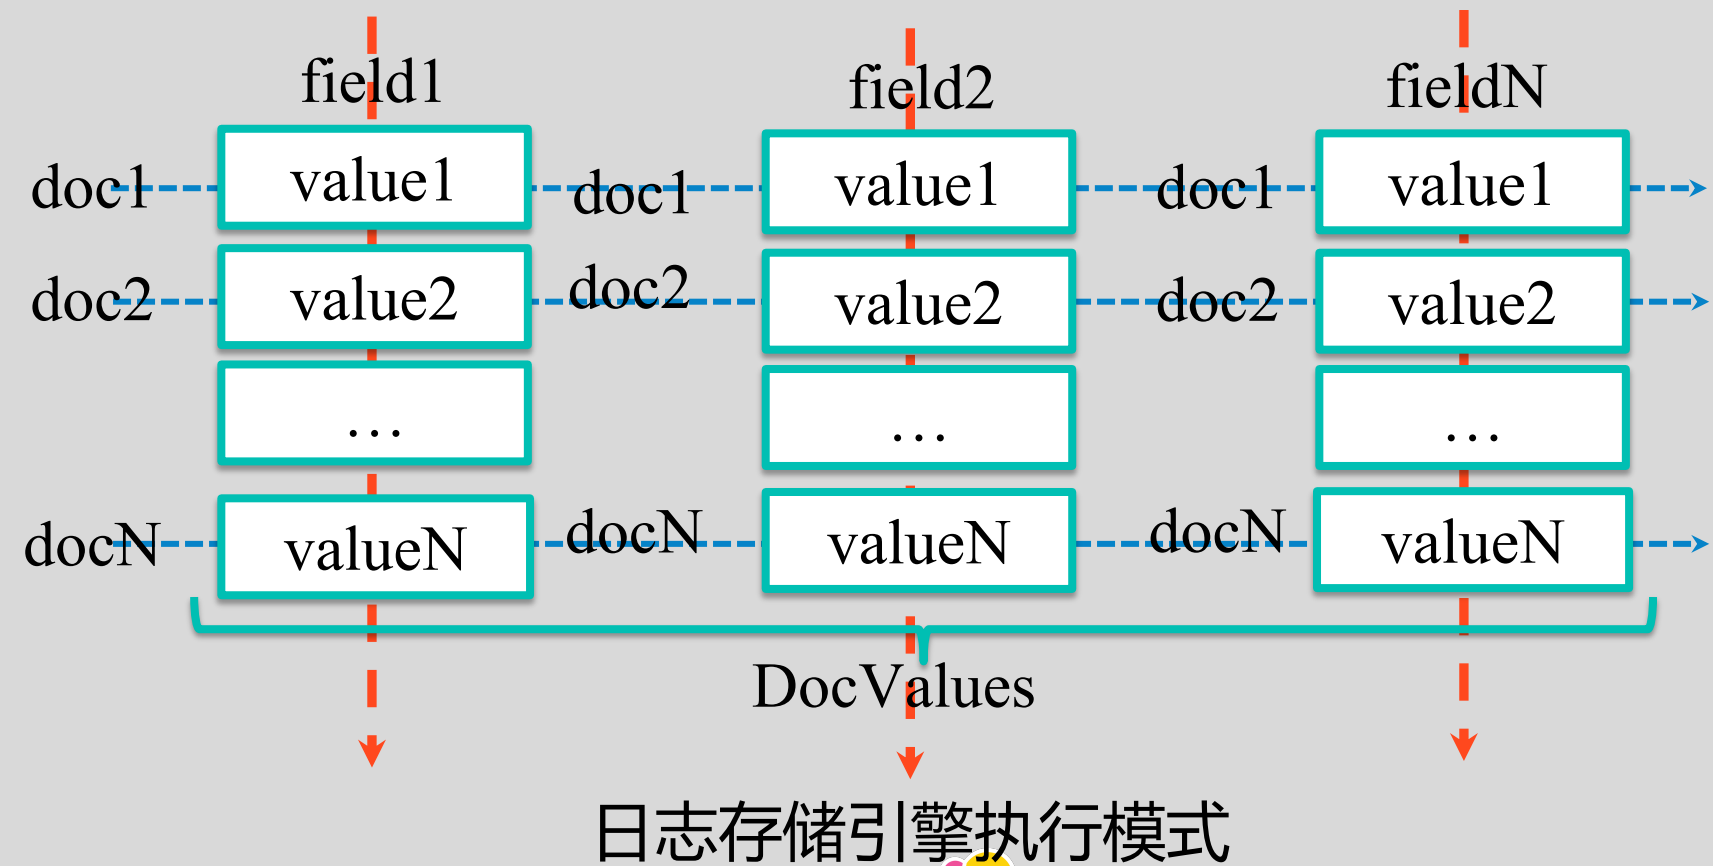 field1 field2 fieldN
doc1 value1 doc1 value1 doc1 value1
doc2 value2 doc2 value2 doc2 value2
… … …
docN valueN docN valueN docN valueN
DocValues
日志存储引擎执行模式